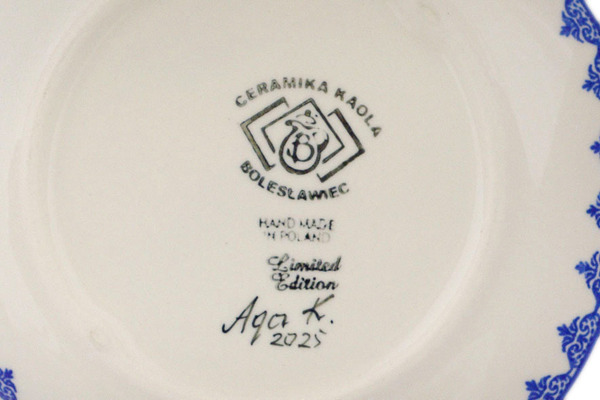 CERAMIKA KAOLA
B
BOLESŁAWIEC
HAND MADE
IN POLAND
Limited
Edition
Aga K.
2025